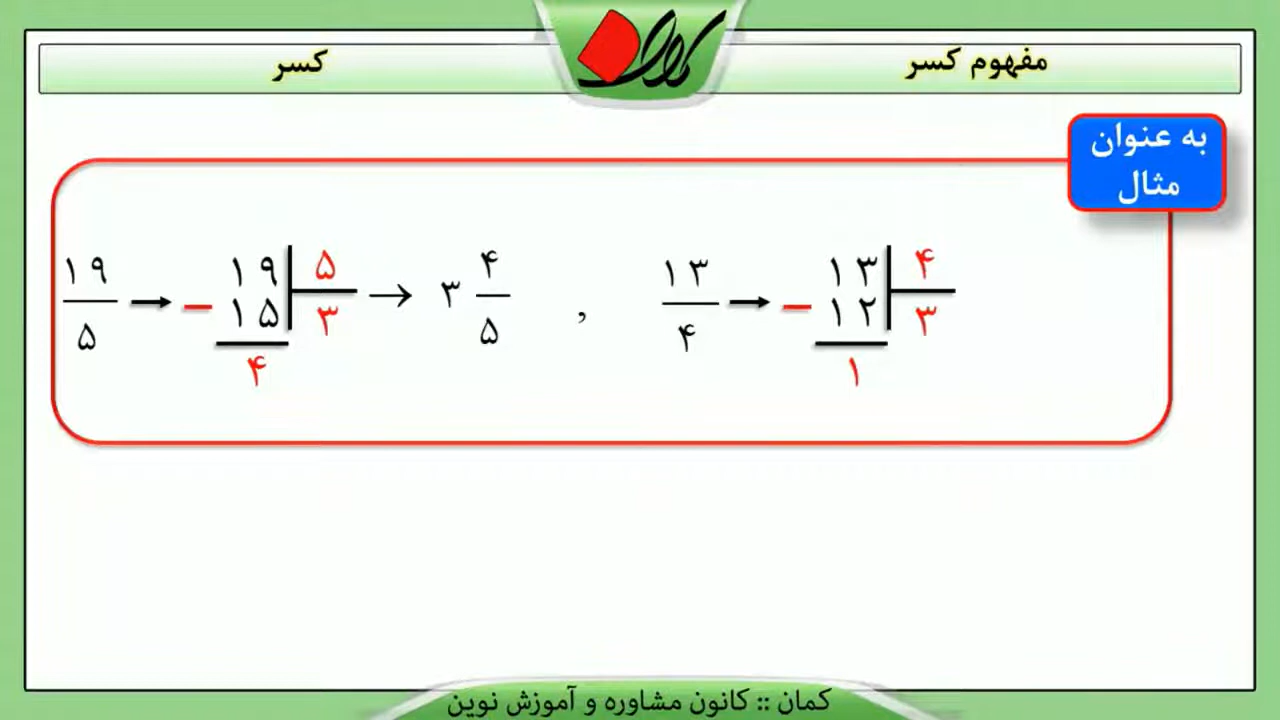 مفهوم کسر
کسر
کمان
به عنوان
مثال
۱۹/۵ → ۱۹ | ۵
− ۱۵ | ۳
۴
→ ۳ ۴/۵ ,
۱۳/۴ → ۱۳ | ۴
− ۱۲ | ۳
۱
کمان :: کانون مشاوره و آموزش نوین